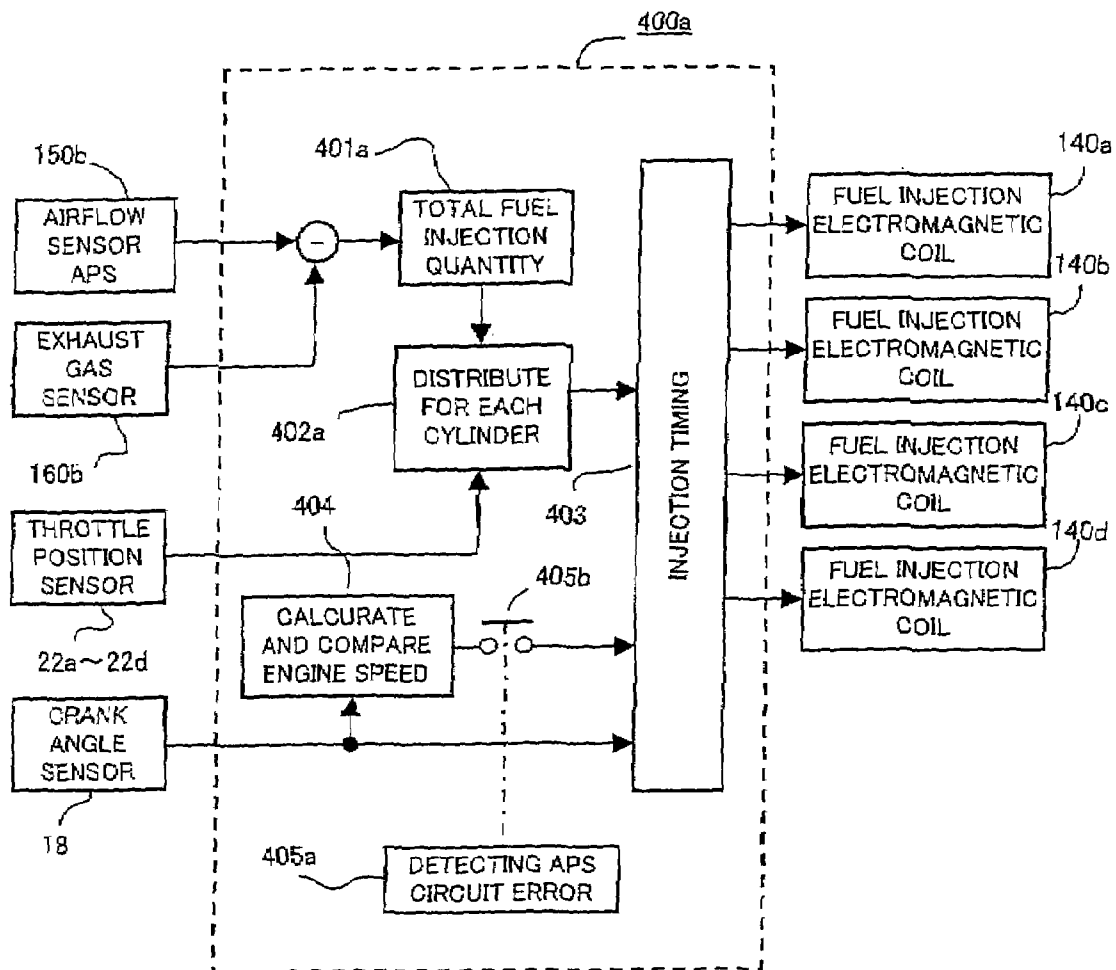 400a
150b
AIRFLOW
SENSOR
APS
401a
TOTAL FUEL
INJECTION
QUANTITY
140a
FUEL INJECTION
ELECTROMAGNETIC
COIL
EXHAUST
GAS
SENSOR
160b
402a
DISTRIBUTE
FOR EACH
CYLINDER
140b
FUEL INJECTION
ELECTROMAGNETIC
COIL
INJECTION TIMING
403
140c
FUEL INJECTION
ELECTROMAGNETIC
COIL
THROTTLE
POSITION
SENSOR
22a~22d
404
CALCURATE
AND COMPARE
ENGINE SPEED
405b
140d
FUEL INJECTION
ELECTROMAGNETIC
COIL
CRANK
ANGLE
SENSOR
18
405a
DETECTING APS
CIRCUIT ERROR